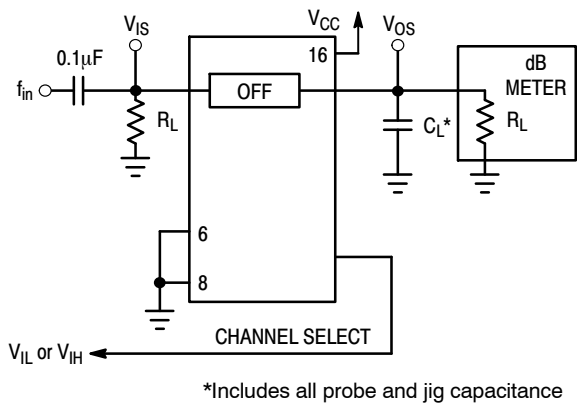 V_IS
V_CC
V_OS
0.1μF
16
dB
METER
f_in
OFF
R_L
C_L*
R_L
6
8
CHANNEL SELECT
V_IL or V_IH
*Includes all probe and jig capacitance